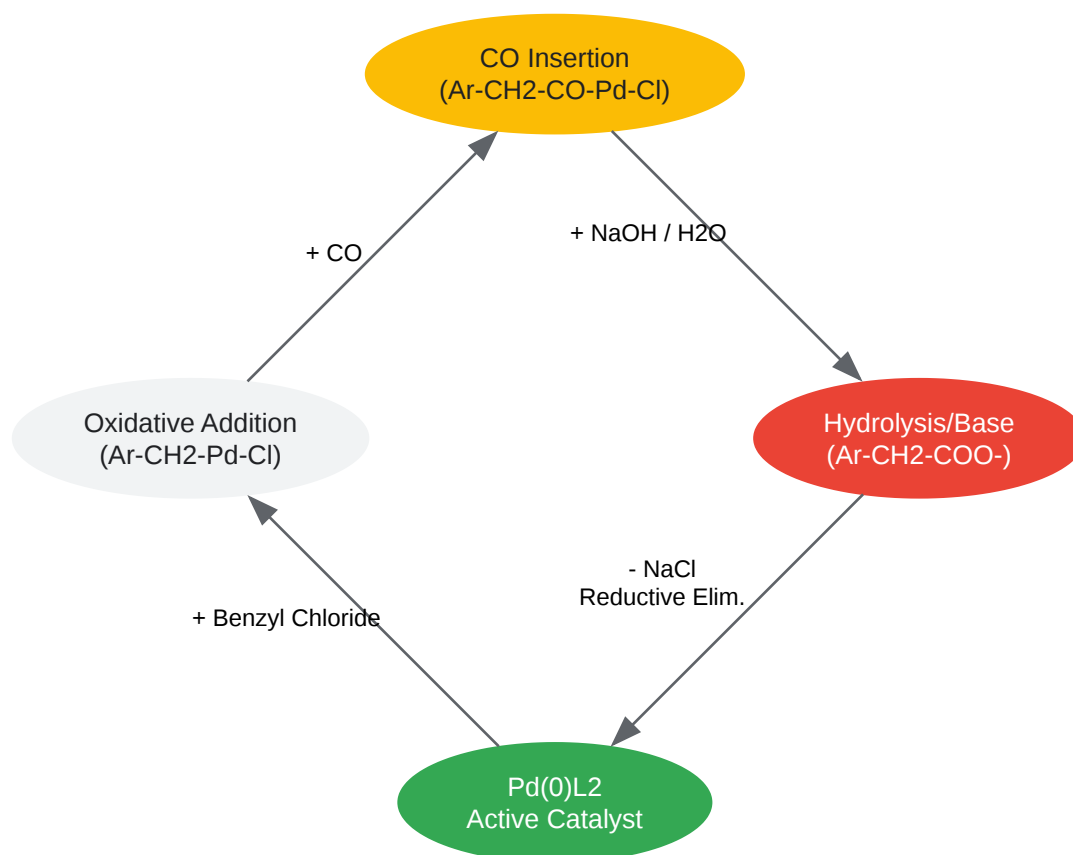 CO Insertion
(Ar-CH2-CO-Pd-Cl)
+ NaOH / H2O
+ CO
Oxidative Addition
(Ar-CH2-Pd-Cl)
Hydrolysis/Base
(Ar-CH2-COO-)
- NaCl
Reductive Elim.
+ Benzyl Chloride
Pd(0)L2
Active Catalyst